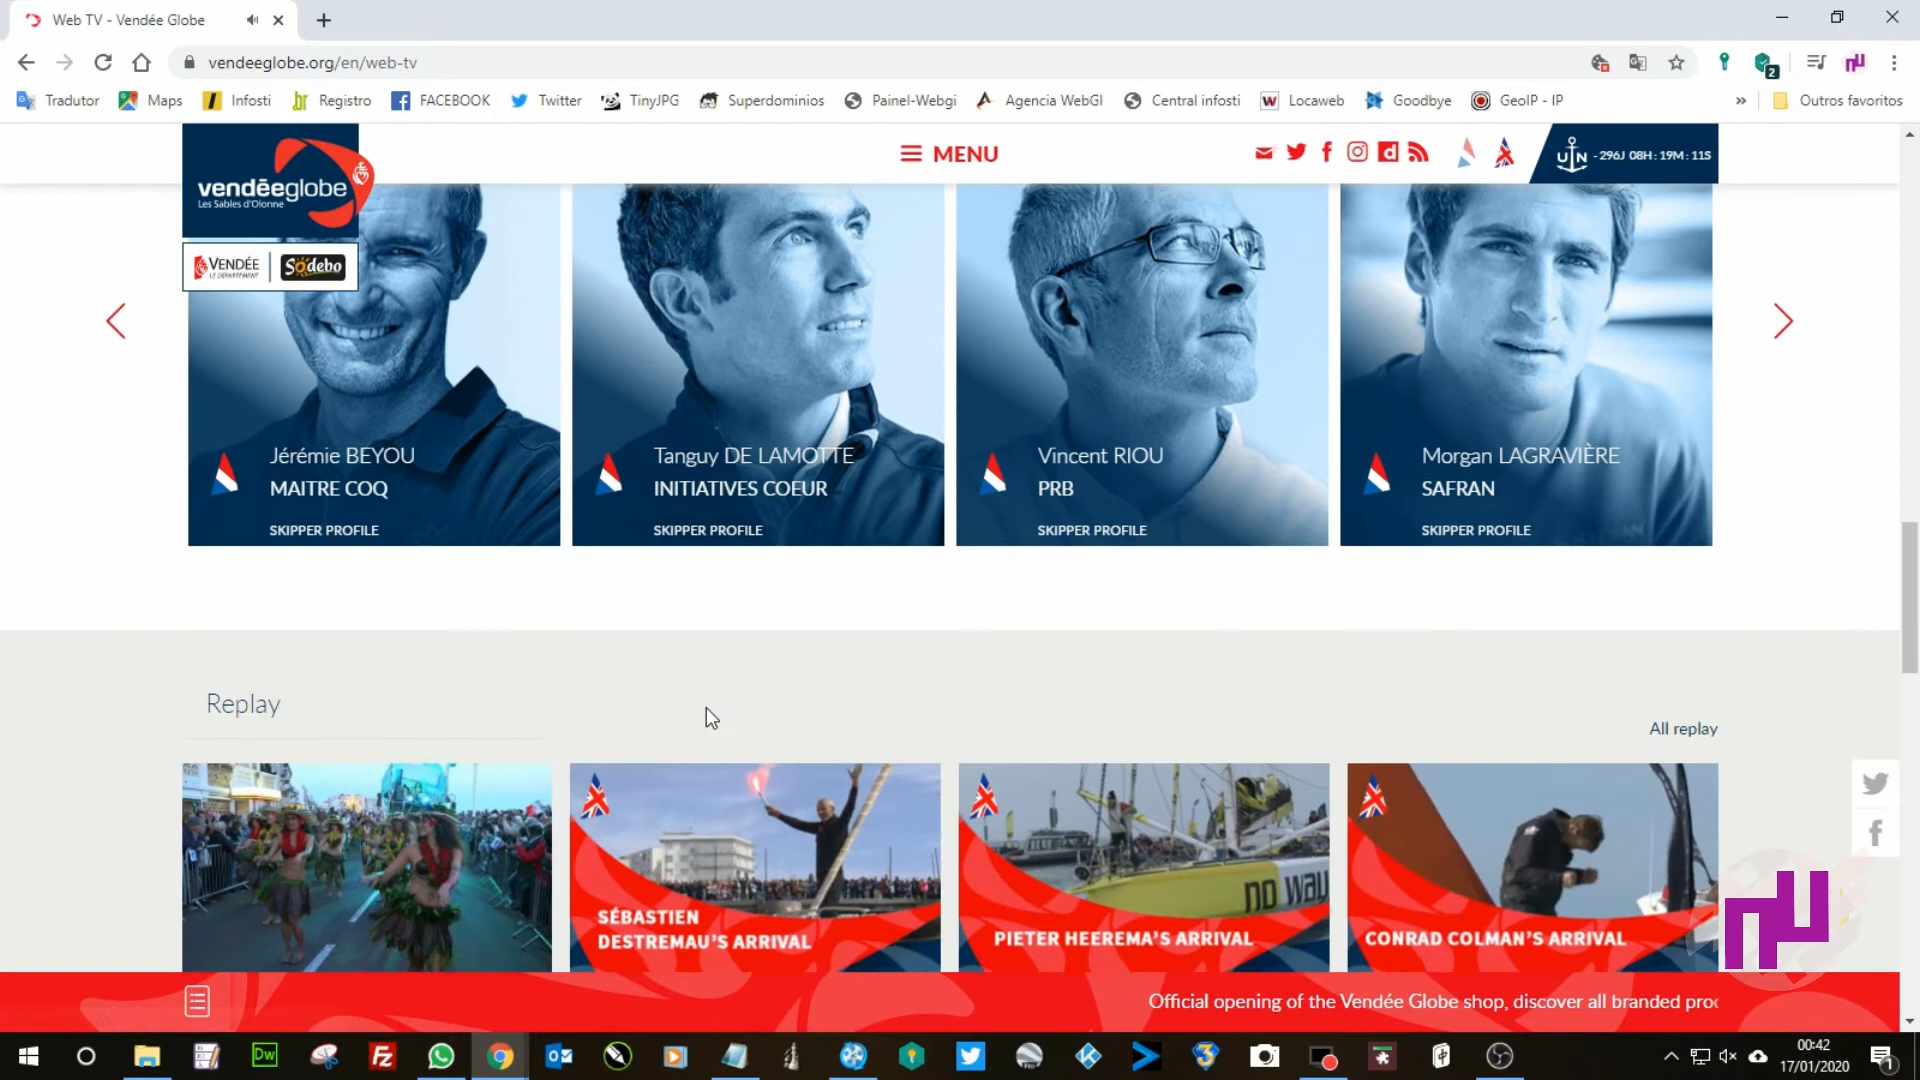 Web TV - Vendée Globe
vendeeglobe.org/en/web-tv
Tradutor
Maps
Infosti
Registro
FACEBOOK
Twitter
TinyJPG
Superdominios
Painel-Webgi
Agencia WebGI
Central infosti
Locaweb
Goodbye
GeoIP - IP
Outros favoritos
vendéeglobe
Les Sables d'Olonne
MENU
- 296J 08H : 19M : 11S
VENDÉE
LE DÉPARTEMENT
Sodebo
Jérémie BEYOU
MAITRE COQ
SKIPPER PROFILE
Tanguy DE LAMOTTE
INITIATIVES COEUR
SKIPPER PROFILE
Vincent RIOU
PRB
SKIPPER PROFILE
Morgan LAGRAVIÈRE
SAFRAN
SKIPPER PROFILE
Replay
All replay
SÉBASTIEN
DESTREMAU'S ARRIVAL
no way
PIETER HEEREMA'S ARRIVAL
CONRAD COLMAN'S ARRIVAL
Official opening of the Vendée Globe shop, discover all branded pro
00:42
17/01/2020